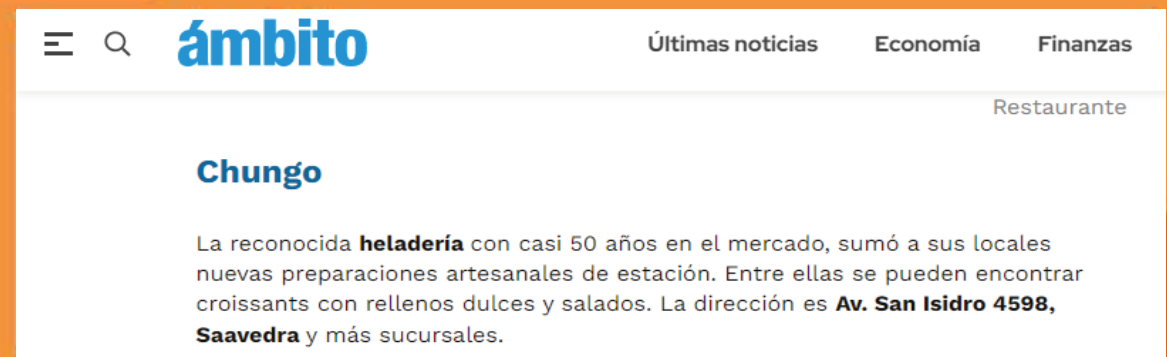 ámbito Últimas noticias Economía Finanzas
Restaurante
Chungo
La reconocida heladería con casi 50 años en el mercado, sumó a sus locales
nuevas preparaciones artesanales de estación. Entre ellas se pueden encontrar
croissants con rellenos dulces y salados. La dirección es Av. San Isidro 4598,
Saavedra y más sucursales.